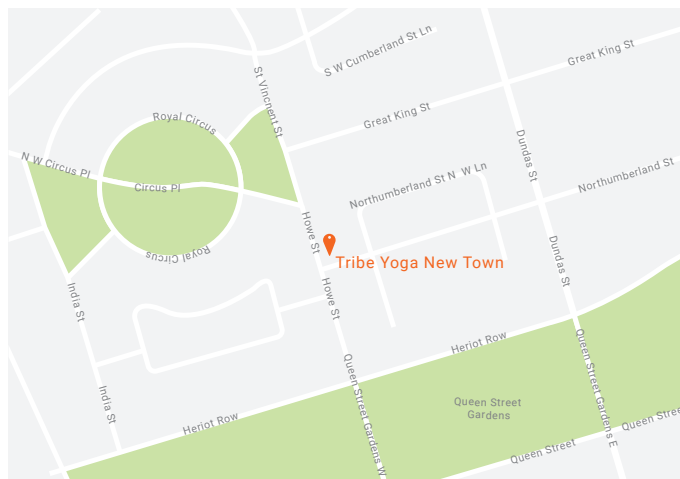 S W Cumberland St Ln
Great King St
St Vincent St
Great King St
Royal Circus
N W Circus Pl
Circus Pl
Dundas St
Northumberland St N W Ln
Northumberland St
Howe St
Royal Circus
Tribe Yoga New Town
Dundas St
India St
Howe St
Heriot Row
Queen Street Gardens W
Queen Street Gardens E
India St
Heriot Row
Queen Street
Gardens
Queen Street
Queen Street